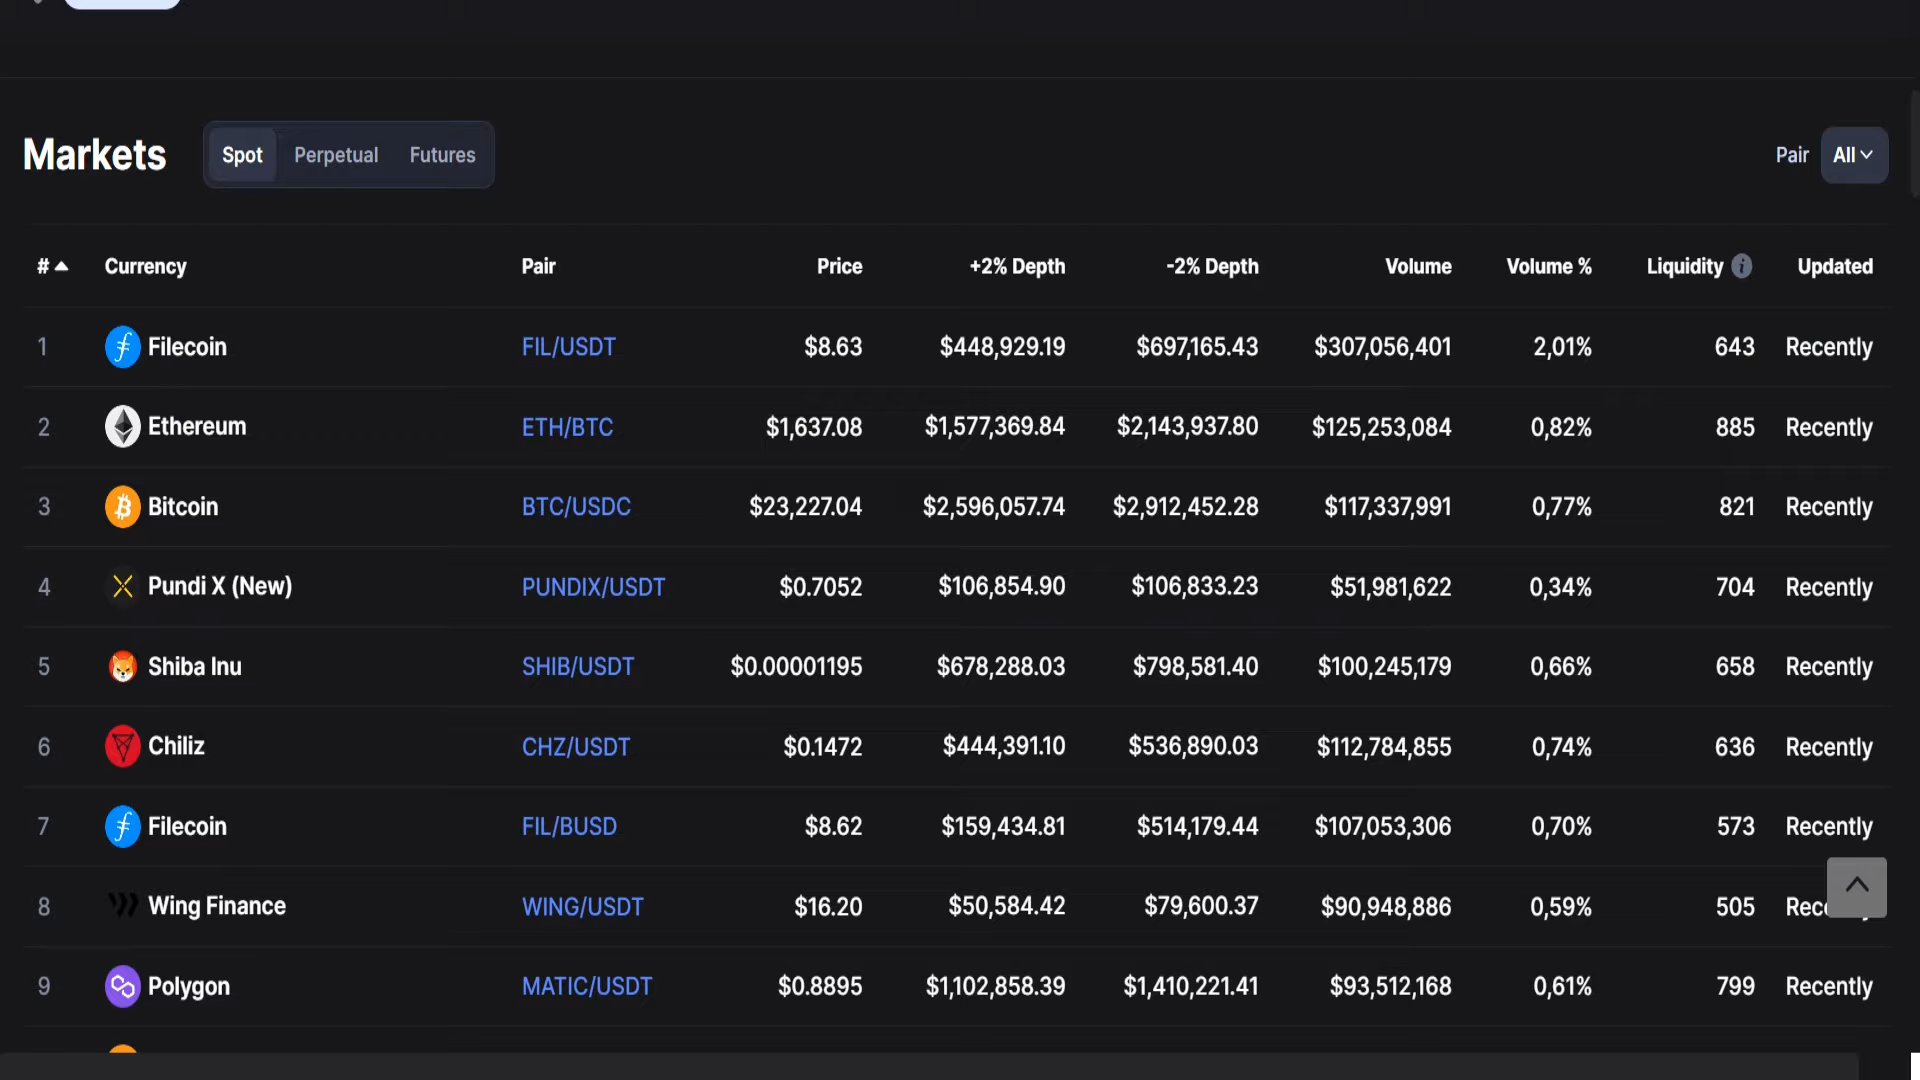 Markets Spot Perpetual Futures Pair All
# Currency Pair Price +2% Depth -2% Depth Volume Volume % Liquidity i Updated
1 Filecoin FIL/USDT $8.63 $448,929.19 $697,165.43 $307,056,401 2,01% 643 Recently
2 Ethereum ETH/BTC $1,637.08 $1,577,369.84 $2,143,937.80 $125,253,084 0,82% 885 Recently
3 Bitcoin BTC/USDC $23,227.04 $2,596,057.74 $2,912,452.28 $117,337,991 0,77% 821 Recently
4 Pundi X (New) PUNDIX/USDT $0.7052 $106,854.90 $106,833.23 $51,981,622 0,34% 704 Recently
5 Shiba Inu SHIB/USDT $0.00001195 $678,288.03 $798,581.40 $100,245,179 0,66% 658 Recently
6 Chiliz CHZ/USDT $0.1472 $444,391.10 $536,890.03 $112,784,855 0,74% 636 Recently
7 Filecoin FIL/BUSD $8.62 $159,434.81 $514,179.44 $107,053,306 0,70% 573 Recently
8 Wing Finance WING/USDT $16.20 $50,584.42 $79,600.37 $90,948,886 0,59% 505
9 Polygon MATIC/USDT $0.8895 $1,102,858.39 $1,410,221.41 $93,512,168 0,61% 799 Recently